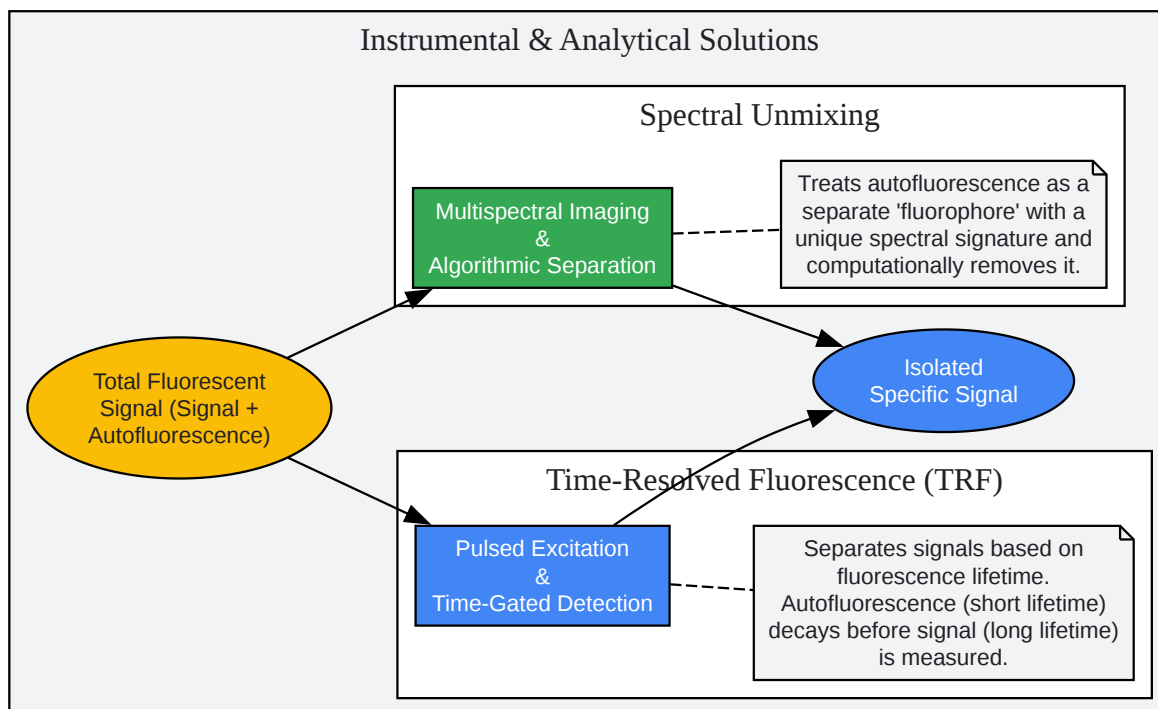 Instrumental & Analytical Solutions
Spectral Unmixing
Multispectral Imaging
&
Algorithmic Separation
Treats autofluorescence as a
separate 'fluorophore' with a
unique spectral signature and
computationally removes it.
Total Fluorescent
Signal (Signal +
Autofluorescence)
Isolated
Specific Signal
Time-Resolved Fluorescence (TRF)
Pulsed Excitation
&
Time-Gated Detection
Separates signals based on
fluorescence lifetime.
Autofluorescence (short lifetime)
decays before signal (long lifetime)
is measured.